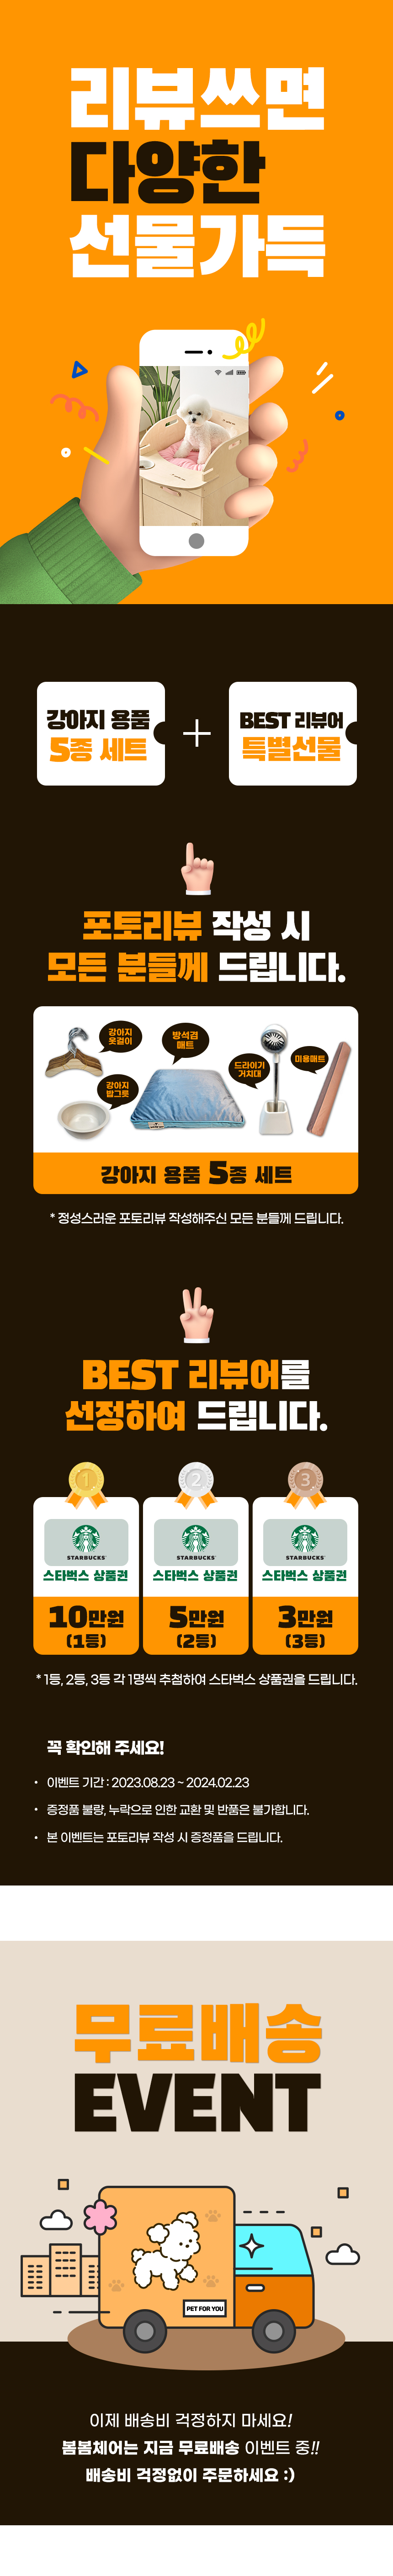 리뷰쓰면
다양한
선물가득
강아지 용품
5종 세트
BEST 리뷰어
특별선물
포토리뷰 작성 시
모든 분들께 드립니다.
강아지
옷걸이
방석겸
매트
드라이기
거치대
미용매트
강아지
밥그릇
강아지 용품 5종 세트
* 정성스러운 포토리뷰 작성해주신 모든 분들께 드립니다.
BEST 리뷰어를
선정하여 드립니다.
1
2
3
STARBUCKS
STARBUCKS
STARBUCKS
스타벅스 상품권
스타벅스 상품권
스타벅스 상품권
10만원
(1등)
5만원
(2등)
3만원
(3등)
* 1등, 2등, 3등 각 1명씩 추첨하여 스타벅스 상품권을 드립니다.
꼭 확인해 주세요!
• 이벤트 기간 : 2023.08.23 ~ 2024.02.23
• 증정품 불량, 누락으로 인한 교환 및 반품은 불가합니다.
• 본 이벤트는 포토리뷰 작성 시 증정품을 드립니다.
무료배송
EVENT
PET FOR YOU
이제 배송비 걱정하지 마세요!
봄봄체어는 지금 무료배송 이벤트 중!!
배송비 걱정없이 주문하세요 :)